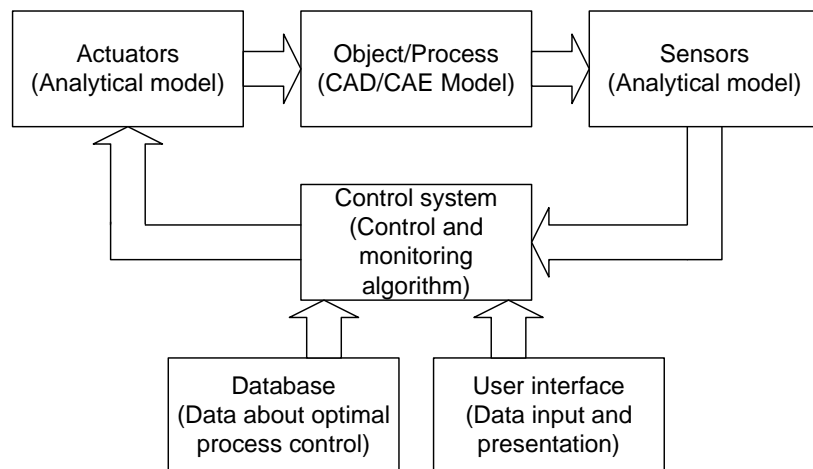 Actuators
(Analytical model)
Object/Process
(CAD/CAE Model)
Sensors
(Analytical model)
Control system
(Control and
monitoring
algorithm)
Database
(Data about optimal
process control)
User interface
(Data input and
presentation)